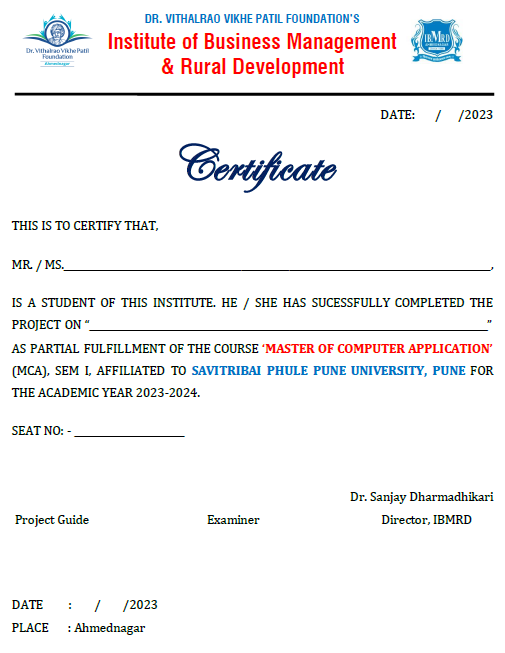 DR. VITHALRAO VIKHE PATIL FOUNDATION'S
Dr. Vithalrao Vikhe Patil
Foundation
Ahmednagar
Institute of Business Management
& Rural Development
IBMRD
DATE: / /2023
Certificate
THIS IS TO CERTIFY THAT,
MR. / MS.______________________________,
IS A STUDENT OF THIS INSTITUTE. HE / SHE HAS SUCESSFULLY COMPLETED THE
PROJECT ON “______________________________”
AS PARTIAL FULFILLMENT OF THE COURSE ‘MASTER OF COMPUTER APPLICATION’
(MCA), SEM I, AFFILIATED TO SAVITRIBAI PHULE PUNE UNIVERSITY, PUNE FOR
THE ACADEMIC YEAR 2023-2024.
SEAT NO: - __________________
Dr. Sanjay Dharmadhikari
Project Guide Examiner Director, IBMRD
DATE : / /2023
PLACE : Ahmednagar